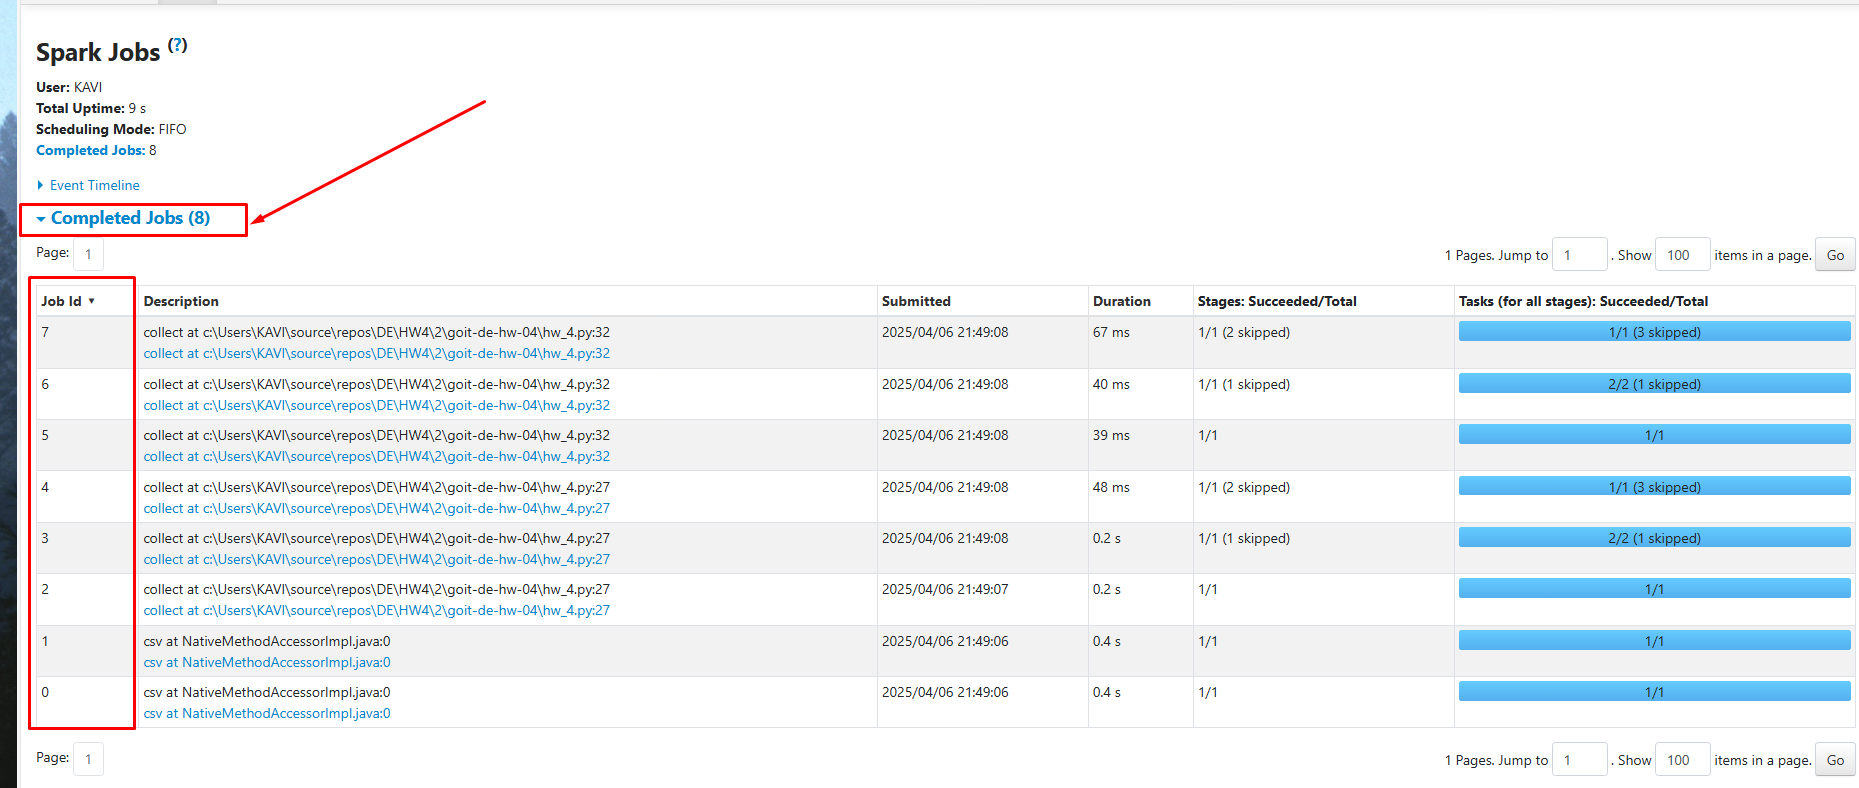 Spark Jobs (?)
User: KAVI
Total Uptime: 9 s
Scheduling Mode: FIFO
Completed Jobs: 8
Event Timeline
Completed Jobs (8)
Page: 1
1 Pages. Jump to 1 . Show 100 items in a page. Go
Job Id ▾ Description Submitted Duration Stages: Succeeded/Total Tasks (for all stages): Succeeded/Total
7 collect at c:\Users\KAVI\source\repos\DE\HW4\2\goit-de-hw-04\hw_4.py:32 2025/04/06 21:49:08 67 ms 1/1 (2 skipped) 1/1 (3 skipped)
collect at c:\Users\KAVI\source\repos\DE\HW4\2\goit-de-hw-04\hw_4.py:32
6 collect at c:\Users\KAVI\source\repos\DE\HW4\2\goit-de-hw-04\hw_4.py:32 2025/04/06 21:49:08 40 ms 1/1 (1 skipped) 2/2 (1 skipped)
collect at c:\Users\KAVI\source\repos\DE\HW4\2\goit-de-hw-04\hw_4.py:32
5 collect at c:\Users\KAVI\source\repos\DE\HW4\2\goit-de-hw-04\hw_4.py:32 2025/04/06 21:49:08 39 ms 1/1 1/1
collect at c:\Users\KAVI\source\repos\DE\HW4\2\goit-de-hw-04\hw_4.py:32
4 collect at c:\Users\KAVI\source\repos\DE\HW4\2\goit-de-hw-04\hw_4.py:27 2025/04/06 21:49:08 48 ms 1/1 (2 skipped) 1/1 (3 skipped)
collect at c:\Users\KAVI\source\repos\DE\HW4\2\goit-de-hw-04\hw_4.py:27
3 collect at c:\Users\KAVI\source\repos\DE\HW4\2\goit-de-hw-04\hw_4.py:27 2025/04/06 21:49:08 0.2 s 1/1 (1 skipped) 2/2 (1 skipped)
collect at c:\Users\KAVI\source\repos\DE\HW4\2\goit-de-hw-04\hw_4.py:27
2 collect at c:\Users\KAVI\source\repos\DE\HW4\2\goit-de-hw-04\hw_4.py:27 2025/04/06 21:49:07 0.2 s 1/1 1/1
collect at c:\Users\KAVI\source\repos\DE\HW4\2\goit-de-hw-04\hw_4.py:27
1 csv at NativeMethodAccessorImpl.java:0 2025/04/06 21:49:06 0.4 s 1/1 1/1
csv at NativeMethodAccessorImpl.java:0
0 csv at NativeMethodAccessorImpl.java:0 2025/04/06 21:49:06 0.4 s 1/1 1/1
csv at NativeMethodAccessorImpl.java:0
Page: 1
1 Pages. Jump to 1 . Show 100 items in a page. Go